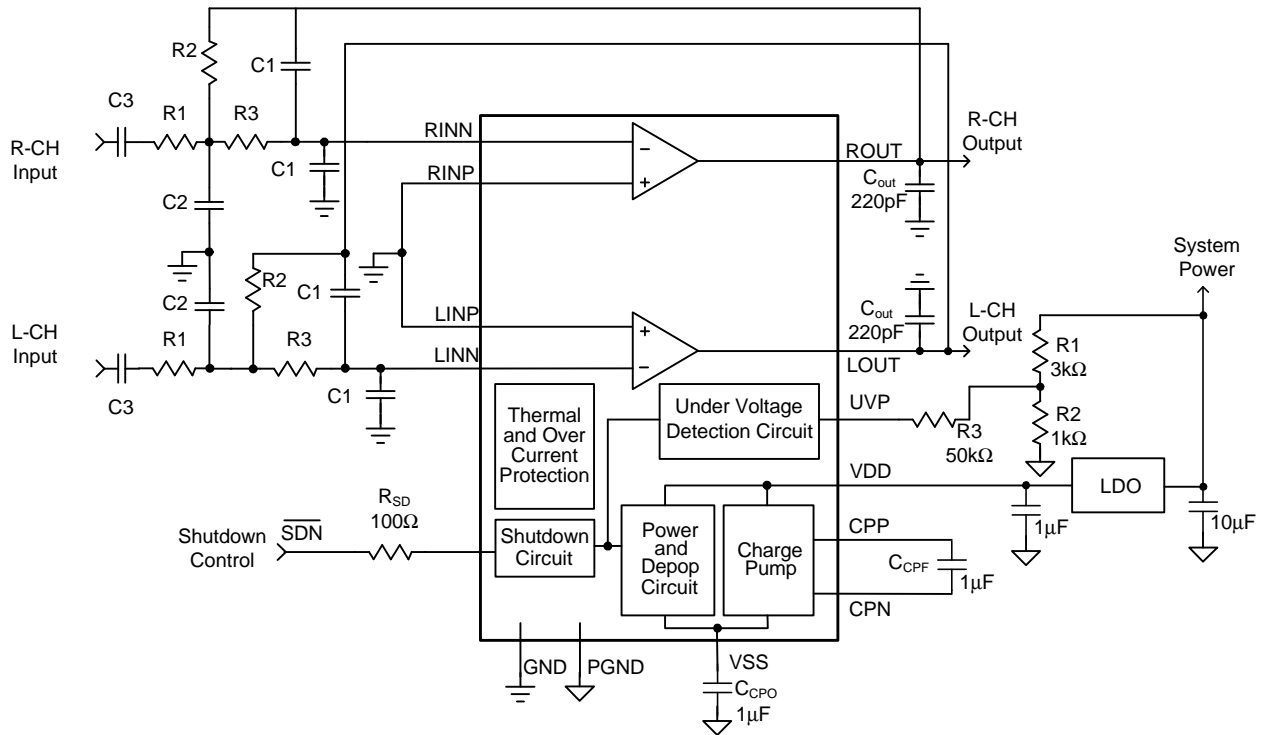 R2
C1
C3
R1
R3
R-CH
Input
C1
C2
RINN
RINP
−
+
ROUT
R-CH
Output
Cout
220pF
System
Power
C2
R2
C1
L-CH
Input
R1
R3
C3
C1
LINP
LINN
+
−
Cout
220pF
L-CH
Output
LOUT
R1
3kΩ
R2
1kΩ
R3
50kΩ
UVP
Thermal
and Over
Current
Protection
Under Voltage
Detection Circuit
VDD
LDO
1μF
10μF
Shutdown
Control
SDN
RSD
100Ω
Shutdown
Circuit
Power
and
Depop
Circuit
Charge
Pump
CPP
CCPF
1μF
CPN
GND
PGND
VSS
CCPO
1μF